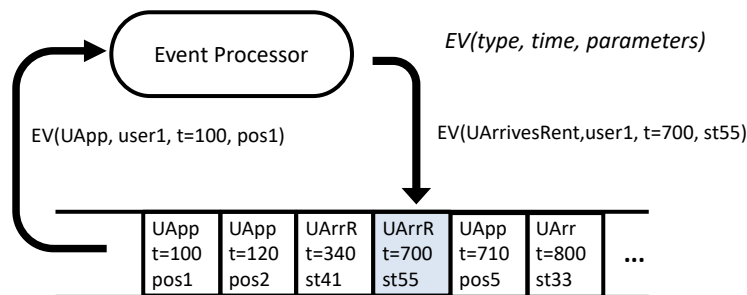 Event Processor
EV(type, time, parameters)
EV(UApp, user1, t=100, pos1)
EV(UArrivesRent,user1, t=700, st55)
UApp
t=100
pos1
UApp
t=120
pos2
UArrR
t=340
st41
UArrR
t=700
st55
UApp
t=710
pos5
UArr
t=800
st33
...